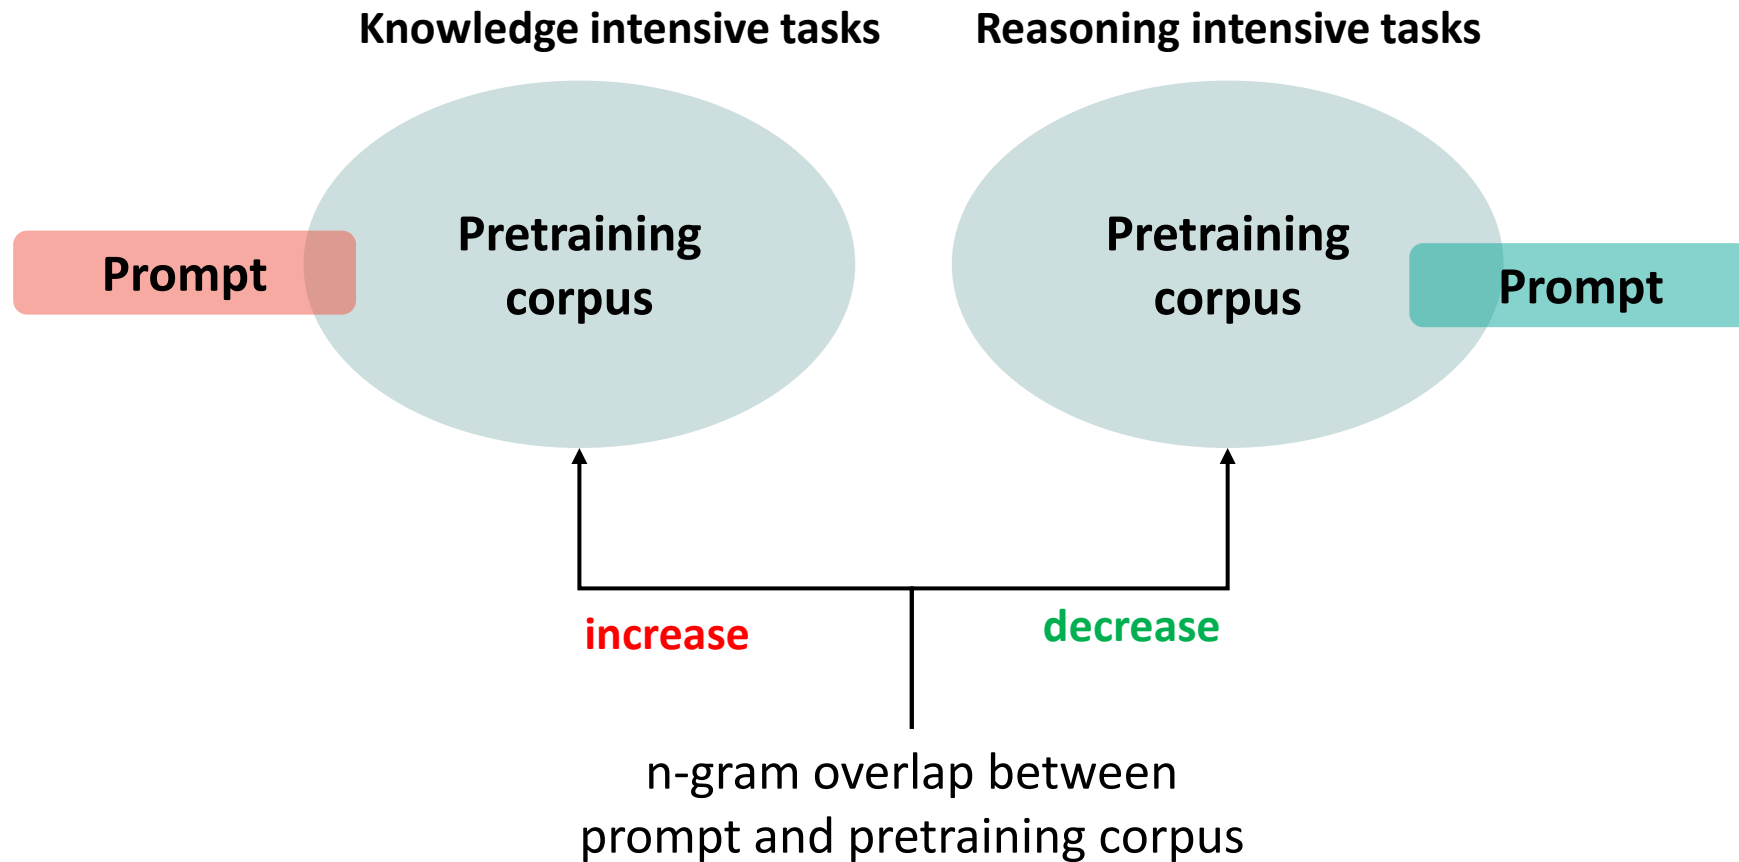 Knowledge intensive tasks
Reasoning intensive tasks
Prompt
Pretraining
corpus
Pretraining
corpus
Prompt
increase
decrease
n-gram overlap between
prompt and pretraining corpus